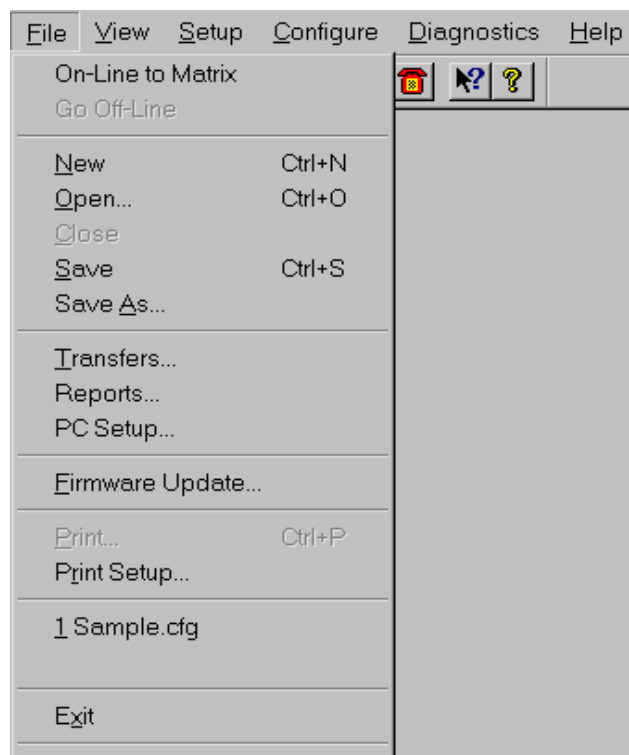 File View Setup Configure Diagnostics Help
On-Line to Matrix
Go Off-Line
New Ctrl+N
Open... Ctrl+O
Close
Save Ctrl+S
Save As...
Transfers...
Reports...
PC Setup...
Firmware Update...
Print... Ctrl+P
Print Setup...
1 Sample.cfg
Exit